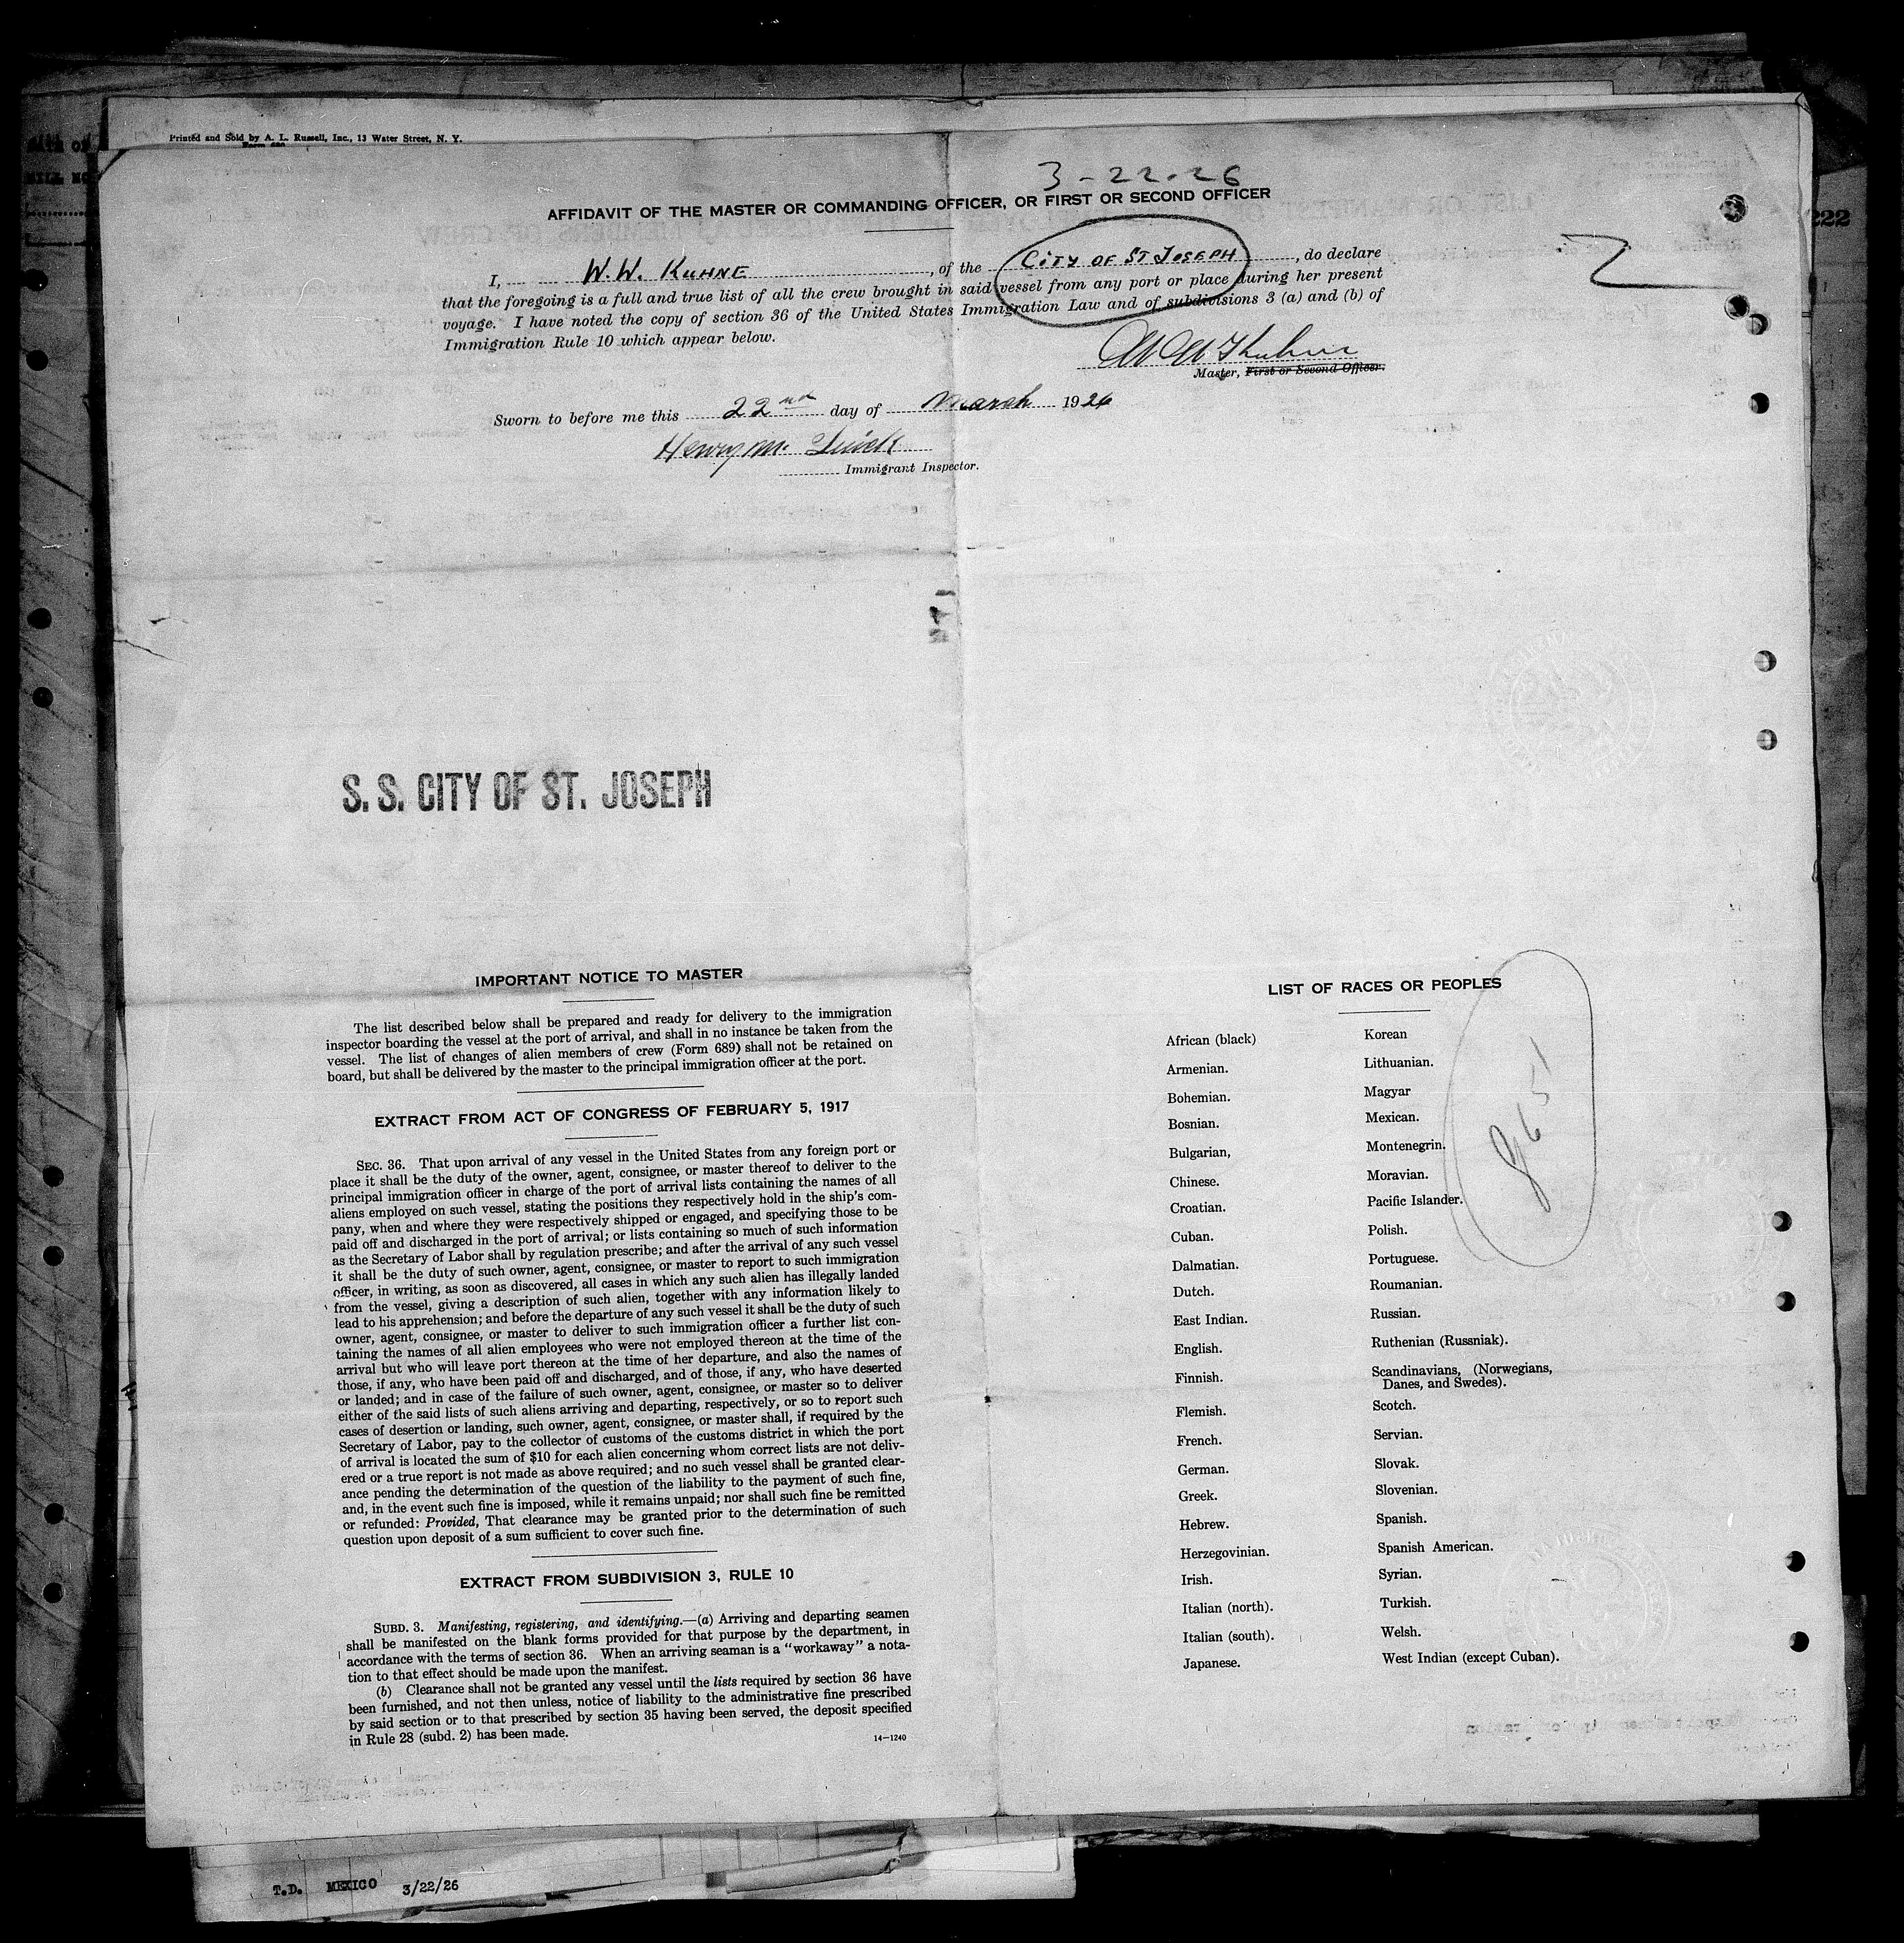 Printed and Sold by A. L. Russell, Inc., 13 Water Street, N. Y.
3-22-26
AFFIDAVIT OF THE MASTER OR COMMANDING OFFICER, OR FIRST OR SECOND OFFICER
I, W. W. KUHNE, of the CITY OF ST JOSEPH, do declare
that the foregoing is a full and true list of all the crew brought in said vessel from any port or place during her present
voyage. I have noted the copy of section 36 of the United States Immigration Law and of subdivisions 3 (a) and (b) of
Immigration Rule 10 which appear below.
W W Kuhne
Master, First or Second Officer.
Sworn to before me this 22nd day of March 1926
Henry M.
Immigrant Inspector.
S. S. CITY OF ST. JOSEPH
IMPORTANT NOTICE TO MASTER
The list described below shall be prepared and ready for delivery to the immigration
inspector boarding the vessel at the port of arrival, and shall in no instance be taken from the
vessel. The list of changes of alien members of crew (Form 689) shall not be retained on
board, but shall be delivered by the master to the principal immigration officer at the port.
EXTRACT FROM ACT OF CONGRESS OF FEBRUARY 5, 1917
SEC. 36. That upon arrival of any vessel in the United States from any foreign port or
place it shall be the duty of the owner, agent, consignee, or master thereof to deliver to the
principal immigration officer in charge of the port of arrival lists containing the names of all
aliens employed on such vessel, stating the positions they respectively hold in the ship's com-
pany, when and where they were respectively shipped or engaged, and specifying those to be
paid off and discharged in the port of arrival; or lists containing so much of such information
as the Secretary of Labor shall by regulation prescribe; and after the arrival of any such vessel
it shall be the duty of such owner, agent, consignee, or master to report to such immigration
officer, in writing, as soon as discovered, all cases in which any such alien has illegally landed
from the vessel, giving a description of such alien, together with any information likely to
lead to his apprehension; and before the departure of any such vessel it shall be the duty of such
owner, agent, consignee, or master to deliver to such immigration officer a further list con-
taining the names of all alien employees who were not employed thereon at the time of the
arrival but who will leave port thereon at the time of her departure, and also the names of
those, if any, who have been paid off and discharged, and of those, if any, who have deserted
or landed; and in case of the failure of such owner, agent, consignee, or master so to deliver
either of the said lists of such aliens arriving and departing, respectively, or so to report such
cases of desertion or landing, such owner, agent, consignee, or master shall, if required by the
Secretary of Labor, pay to the collector of customs of the customs district in which the port
of arrival is located the sum of $10 for each alien concerning whom correct lists are not deliv-
ered or a true report is not made as above required; and no such vessel shall be granted clear-
ance pending the determination of the question of the liability to the payment of such fine,
and, in the event such fine is imposed, while it remains unpaid; nor shall such fine be remitted
or refunded: Provided, That clearance may be granted prior to the determination of such
question upon deposit of a sum sufficient to cover such fine.
EXTRACT FROM SUBDIVISION 3, RULE 10
SUBD. 3. Manifesting, registering, and identifying.—(a) Arriving and departing seamen
shall be manifested on the blank forms provided for that purpose by the department, in
accordance with the terms of section 36. When an arriving seaman is a "workaway" a nota-
tion to that effect should be made upon the manifest.
(b) Clearance shall not be granted any vessel until the lists required by section 36 have
been furnished, and not then unless, notice of liability to the administrative fine prescribed
by said section or to that prescribed by section 35 having been served, the deposit specified
in Rule 28 (subd. 2) has been made.
14—1240
LIST OF RACES OR PEOPLES
African (black)
Armenian.
Bohemian.
Bosnian.
Bulgarian,
Chinese.
Croatian.
Cuban.
Dalmatian.
Dutch.
East Indian.
English.
Finnish.
Flemish.
French.
German.
Greek.
Hebrew.
Herzegovinian.
Irish.
Italian (north).
Italian (south).
Japanese.
Korean
Lithuanian.
Magyar
Mexican.
Montenegrin.
Moravian.
Pacific Islander.
Polish.
Portuguese.
Roumanian.
Russian.
Ruthenian (Russniak).
Scandinavians, (Norwegians,
Danes, and Swedes).
Scotch.
Servian.
Slovak.
Slovenian.
Spanish.
Spanish American.
Syrian.
Turkish.
Welsh.
West Indian (except Cuban).
222
T.D. MEXICO 3/22/26